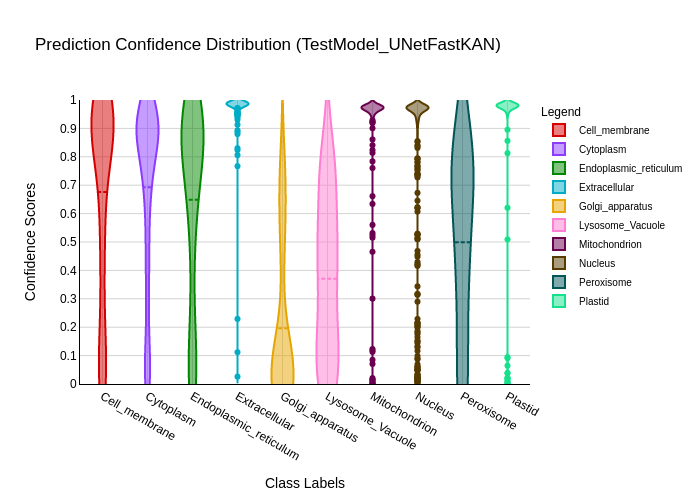 Prediction Confidence Distribution (TestModel_UNetFastKAN)
Confidence Scores
1
0.9
0.8
0.7
0.6
0.5
0.4
0.3
0.2
0.1
0
Cell_membrane
Cytoplasm
Endoplasmic_reticulum
Extracellular
Golgi_apparatus
Lysosome_Vacuole
Mitochondrion
Nucleus
Peroxisome
Plastid
Class Labels
Legend
Cell_membrane
Cytoplasm
Endoplasmic_reticulum
Extracellular
Golgi_apparatus
Lysosome_Vacuole
Mitochondrion
Nucleus
Peroxisome
Plastid